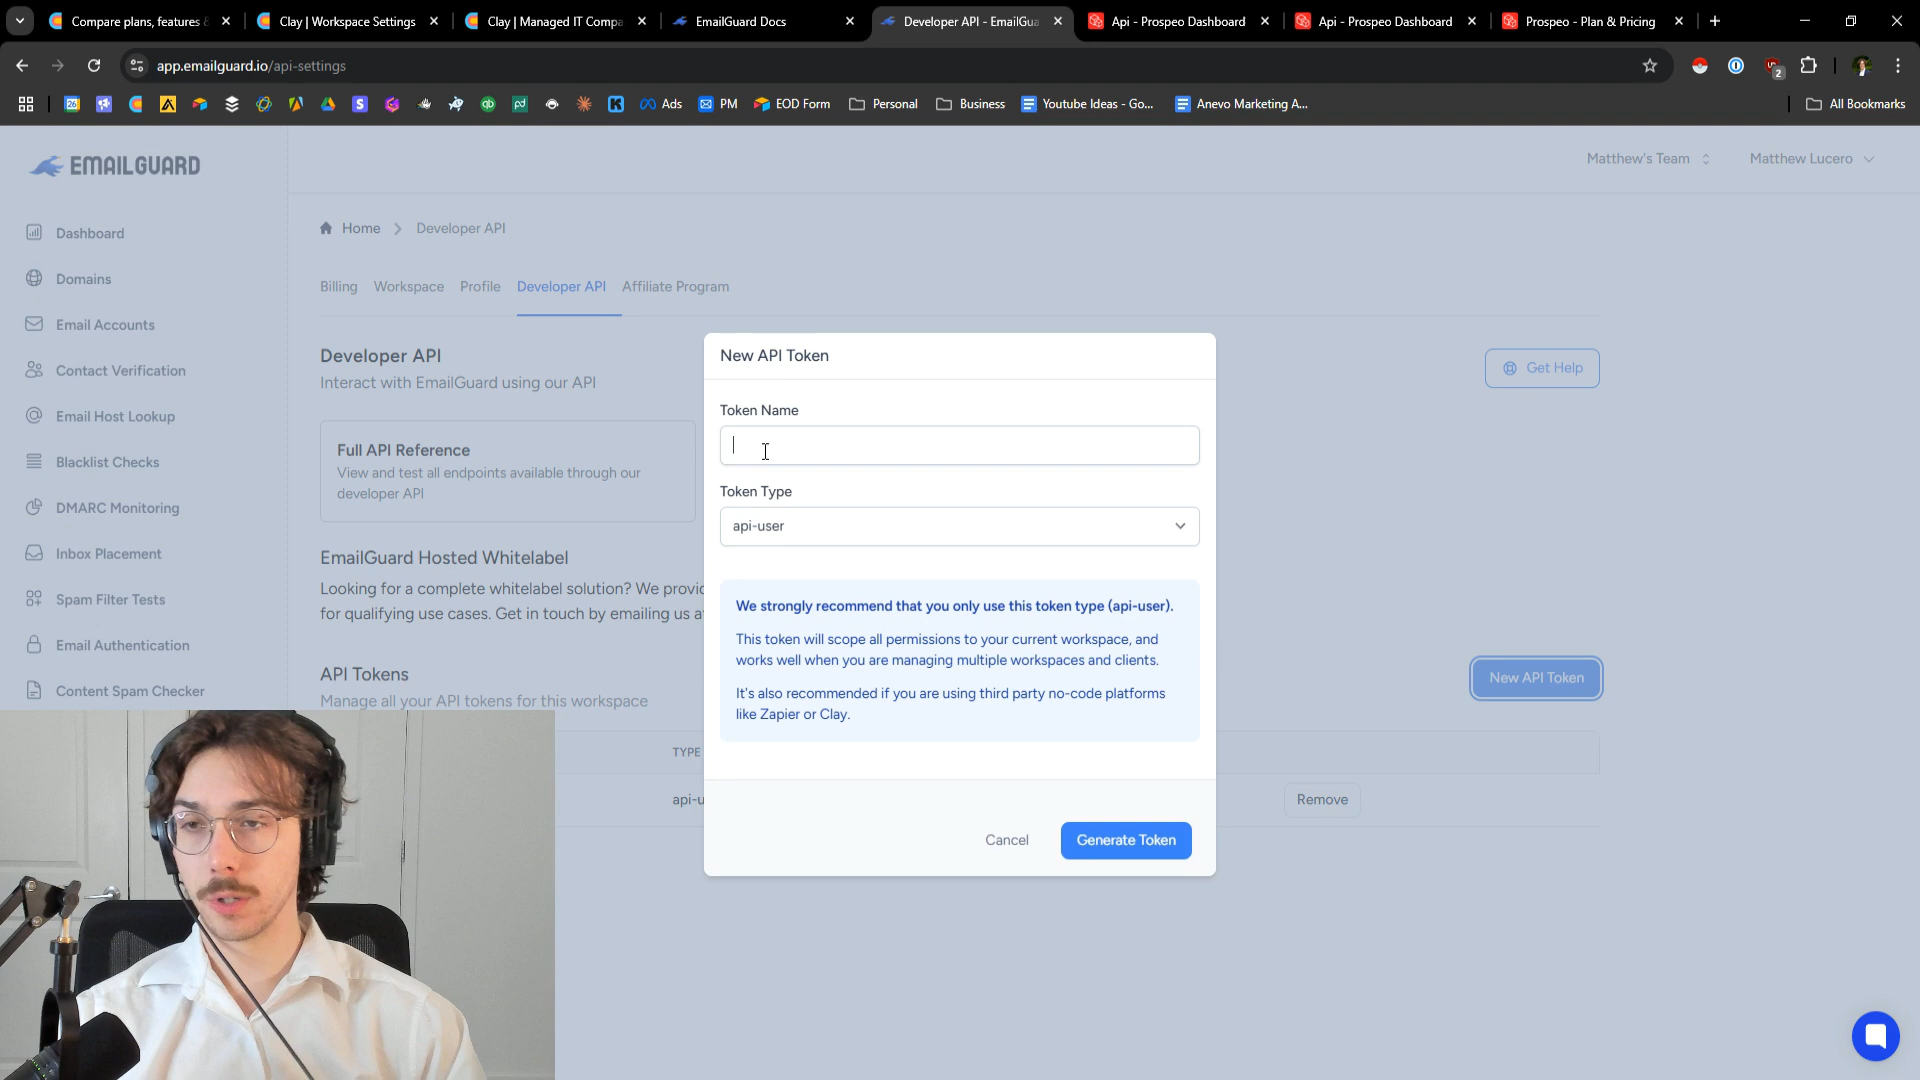 Compare plans, features &
Clay | Workspace Settings
Clay | Managed IT Compa
EmailGuard Docs
Developer API - EmailGua
Api - Prospeo Dashboard
Api - Prospeo Dashboard
Prospeo - Plan & Pricing
app.emailguard.io/api-settings
2
26
Ads
PM
EOD Form
Personal
Business
Youtube Ideas - Go...
Anevo Marketing A...
All Bookmarks
EMAILGUARD
Matthew's Team
Matthew Lucero
Dashboard
Domains
Email Accounts
Contact Verification
Email Host Lookup
Blacklist Checks
DMARC Monitoring
Inbox Placement
Spam Filter Tests
Email Authentication
Content Spam Checker
Home > Developer API
Billing Workspace Profile Developer API Affiliate Program
Developer API
Interact with EmailGuard using our API
Get Help
Full API Reference
View and test all endpoints available through our
developer API
EmailGuard Hosted Whitelabel
Looking for a complete whitelabel solution? We provid
for qualifying use cases. Get in touch by emailing us a
API Tokens
Manage all your API tokens for this workspace
New API Token
TYPE
api-u
Remove
New API Token
Token Name
Token Type
api-user
We strongly recommend that you only use this token type (api-user).
This token will scope all permissions to your current workspace, and
works well when you are managing multiple workspaces and clients.
It's also recommended if you are using third party no-code platforms
like Zapier or Clay.
Cancel
Generate Token